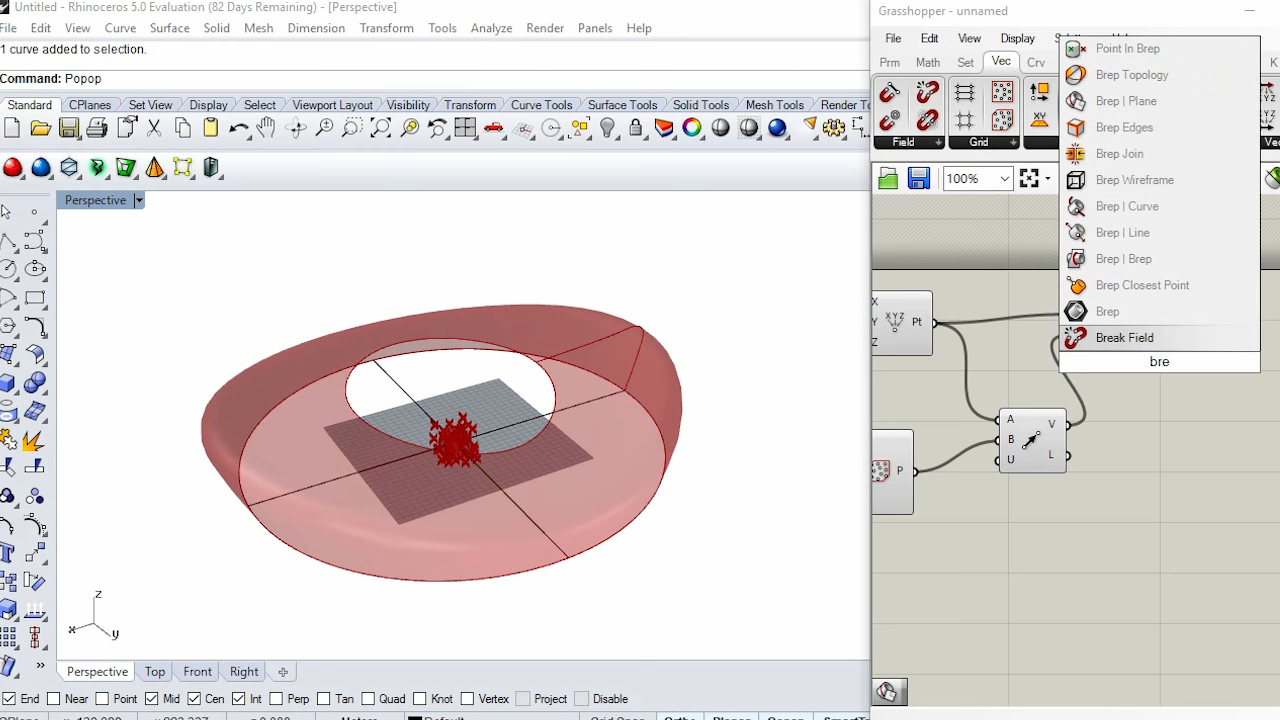 Untitled - Rhinoceros 5.0 Evaluation (82 Days Remaining) - [Perspective]
File Edit View Curve Surface Solid Mesh Dimension Transform Tools Analyze Render Panels Help
1 curve added to selection.
Command: Popop
Standard CPlanes Set View Display Select Viewport Layout Visibility Transform Curve Tools Surface Tools Solid Tools Mesh Tools Render To
Perspective
z
x
y
Perspective Top Front Right
End Near Point Mid Cen Int Perp Tan Quad Knot Vertex Project Disable
Grasshopper - unnamed
File Edit View Display
Prm Math Set Vec Crv
Field Grid
100%
Point In Brep
Brep Topology
Brep | Plane
Brep Edges
Brep Join
Brep Wireframe
Brep | Curve
Brep | Line
Brep | Brep
Brep Closest Point
Brep
Break Field
bre
X
Y
Z
XYZ
Pt
A
B
U
V
L
P